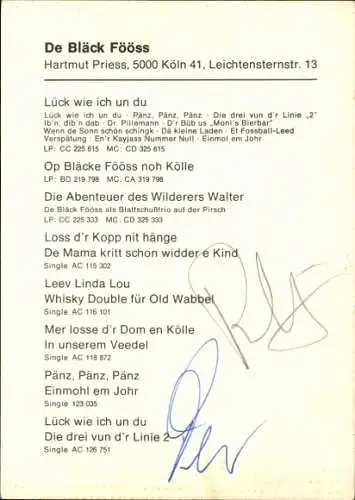 De Bläck Fööss
Hartmut Priess, 5000 Köln 41, Leichtensternstr. 13
Lück wie ich un du
Lück wie ich un du · Pänz, Pänz, Pänz · Die drei vun d'r Linie „2"
Ib'n, dib'n dab · Dr. Pillemann · D'r Büb us „Moni's Bierbar"
Wenn de Sonn schön schingk · Dä kleine Laden · Et Fossball-Leed
Verspätung · En'r Kayjass Nummer Null · Einmol em Johr
LP: CC 225 615 MC: CD 325 615
Op Bläcke Fööss noh Kölle
LP: BD 219 798 MC: CA 319 798
Die Abenteuer des Wilderers Walter
De Bläck Fööss als Blattschußtrio auf der Pirsch
LP: CC 225 333 MC: CD 325 333
Loss d'r Kopp nit hänge
De Mama kritt schon widder e Kind
Single AC 115 302
Leev Linda Lou
Whisky Double für Old Wabbel
Single AC 116 101
Mer losse d'r Dom en Kölle
In unserem Veedel
Single AC 118 872
Pänz, Pänz, Pänz
Einmohl em Johr
Single 123 035
Lück wie ich un du
Die drei vun d'r Linie 2
Single AC 126 751